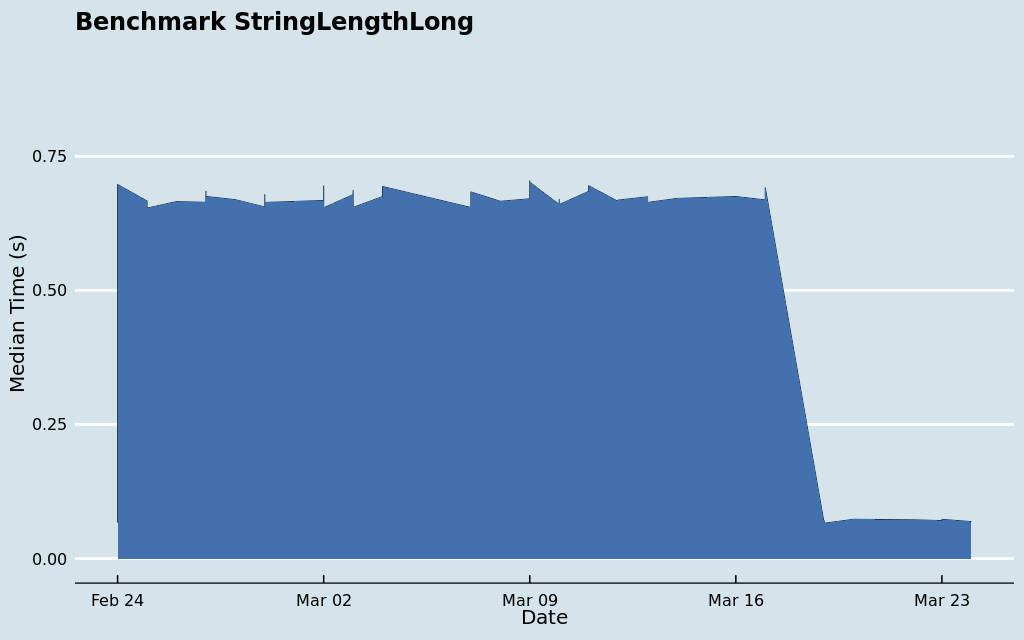 Benchmark StringLengthLong
Median Time (s)
0.75
0.50
0.25
0.00
Feb 24 Mar 02 Mar 09 Mar 16 Mar 23
Date